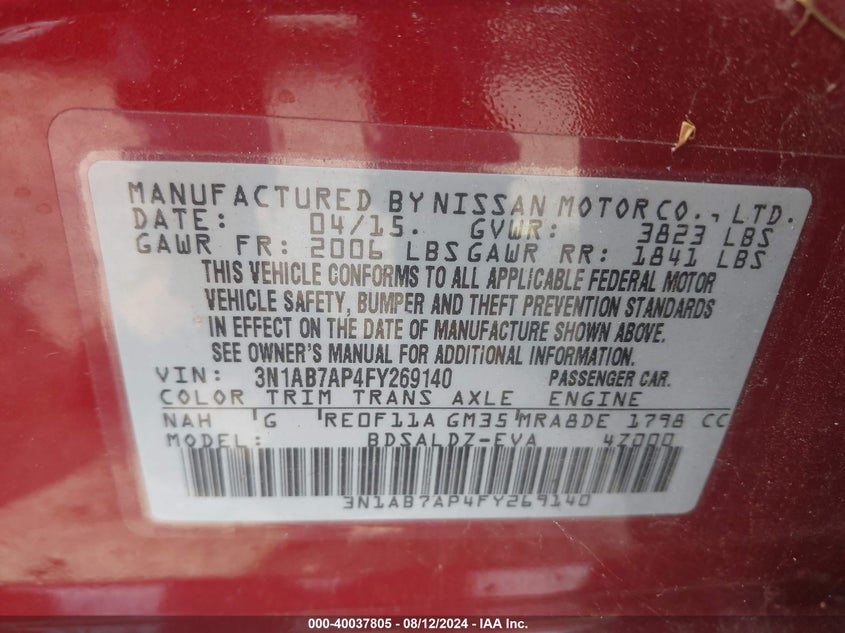 MANUFACTURED BY NISSAN MOTOR CO., LTD.
DATE: 04/15. GVWR: 3823 LBS
GAWR FR: 2006 LBS GAWR RR: 1841 LBS
THIS VEHICLE CONFORMS TO ALL APPLICABLE FEDERAL MOTOR
VEHICLE SAFETY, BUMPER AND THEFT PREVENTION STANDARDS
IN EFFECT ON THE DATE OF MANUFACTURE SHOWN ABOVE.
SEE OWNER'S MANUAL FOR ADDITIONAL INFORMATION.
VIN: 3N1AB7AP4FY269140 PASSENGER CAR.
COLOR TRIM TRANS AXLE ENGINE
NAH G RE0F11A GM35 MRA8DE 1798 CC
MODEL: BDSALDZ-EVA 4Z000
3N1AB7AP4FY269140
000-40037805 - 08/12/2024 - IAA Inc.